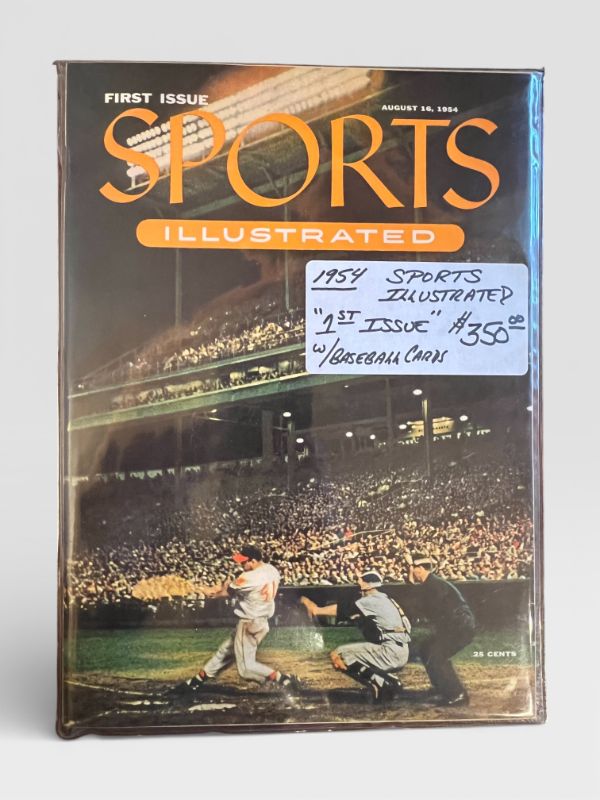 FIRST ISSUE
AUGUST 16, 1954
SPORTS
ILLUSTRATED
1954 SPORTS
ILLUSTRATED
"1ST ISSUE" $350.00
w/BASEBALL CARDS
25 CENTS